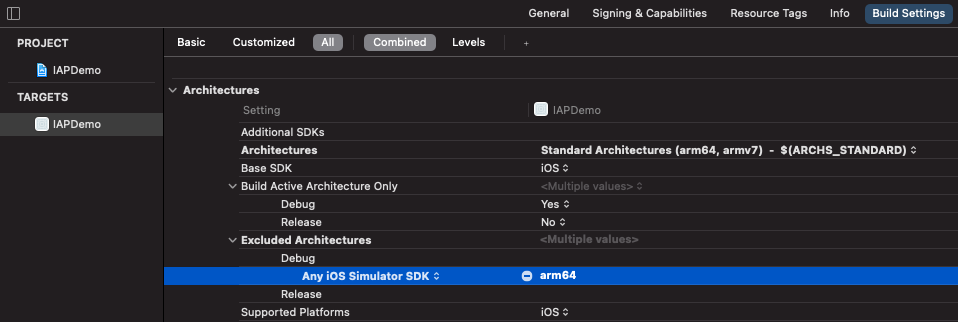 General Signing & Capabilities Resource Tags Info Build Settings
PROJECT
IAPDemo
TARGETS
IAPDemo
Basic Customized All Combined Levels +
Architectures
Setting IAPDemo
Additional SDKs
Architectures Standard Architectures (arm64, armv7) - $(ARCHS_STANDARD)
Base SDK iOS
Build Active Architecture Only <Multiple values>
Debug Yes
Release No
Excluded Architectures <Multiple values>
Debug
Any iOS Simulator SDK arm64
Release
Supported Platforms iOS